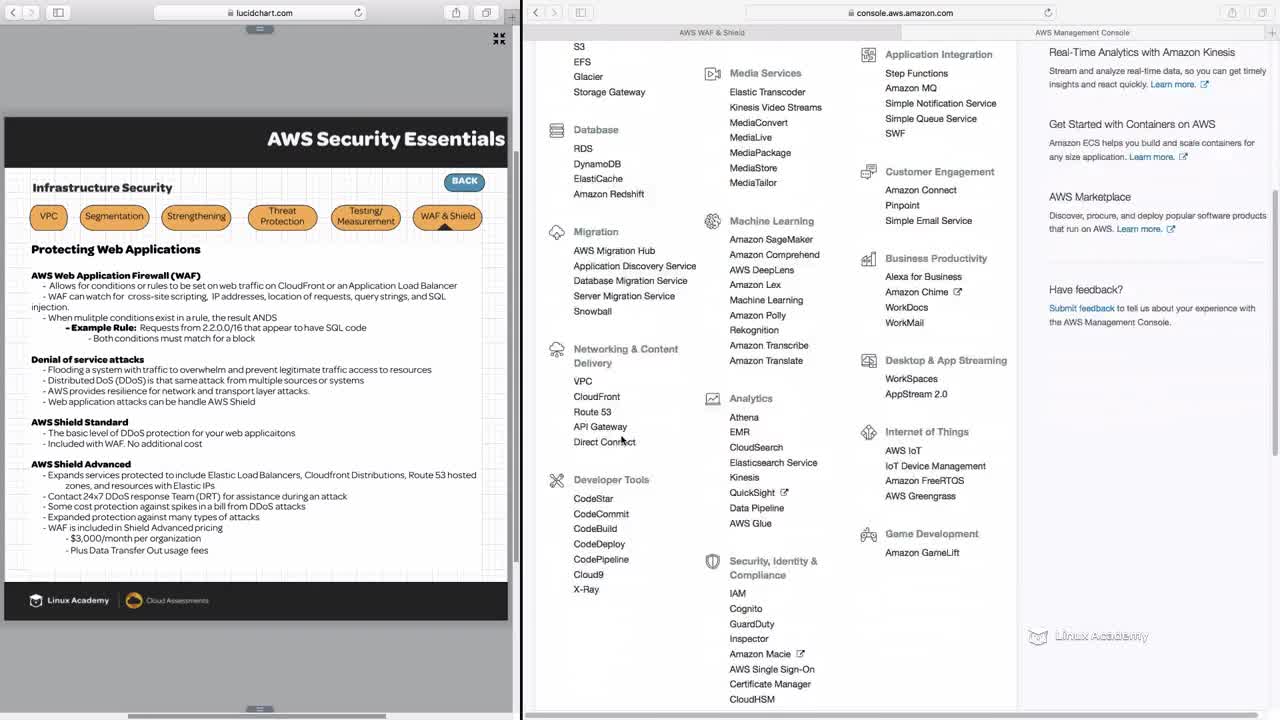 lucidchart.com
AWS Security Essentials
Infrastructure Security
BACK
VPC
Segmentation
Strengthening
Threat
Protection
Testing/
Measurement
WAF & Shield
Protecting Web Applications
AWS Web Application Firewall (WAF)
- Allows for conditions or rules to be set on web traffic on CloudFront or an Application Load Balancer
- WAF can watch for cross-site scripting, IP addresses, location of requests, query strings, and SQL
injection.
- When mulitple conditions exist in a rule, the result ANDS
- Example Rule: Requests from 2.2.0.0/16 that appear to have SQL code
- Both conditions must match for a block
Denial of service attacks
- Flooding a system with traffic to overwhelm and prevent legitimate traffic access to resources
- Distributed DoS (DDoS) is that same attack from multiple sources or systems
- AWS provides resilience for network and transport layer attacks.
- Web application attacks can be handle AWS Shield
AWS Shield Standard
- The basic level of DDoS protection for your web applicaitons
- Included with WAF. No additional cost
AWS Shield Advanced
- Expands services protected to include Elastic Load Balancers, Cloudfront Distributions, Route 53 hosted
zones, and resources with Elastic IPs
- Contact 24x7 DDoS response Team (DRT) for assistance during an attack
- Some cost protection against spikes in a bill from DDoS attacks
- Expanded protection against many types of attacks
- WAF is included in Shield Advanced pricing
- $3,000/month per organization
- Plus Data Transfer Out usage fees
Linux Academy
Cloud Assessments
console.aws.amazon.com
AWS WAF & Shield
AWS Management Console
S3
EFS
Glacier
Storage Gateway
Database
RDS
DynamoDB
ElastiCache
Amazon Redshift
Migration
AWS Migration Hub
Application Discovery Service
Database Migration Service
Server Migration Service
Snowball
Networking & Content
Delivery
VPC
CloudFront
Route 53
API Gateway
Direct Connect
Developer Tools
CodeStar
CodeCommit
CodeBuild
CodeDeploy
CodePipeline
Cloud9
X-Ray
Media Services
Elastic Transcoder
Kinesis Video Streams
MediaConvert
MediaLive
MediaPackage
MediaStore
MediaTailor
Machine Learning
Amazon SageMaker
Amazon Comprehend
AWS DeepLens
Amazon Lex
Machine Learning
Amazon Polly
Rekognition
Amazon Transcribe
Amazon Translate
Analytics
Athena
EMR
CloudSearch
Elasticsearch Service
Kinesis
QuickSight
Data Pipeline
AWS Glue
Security, Identity &
Compliance
IAM
Cognito
GuardDuty
Inspector
Amazon Macie
AWS Single Sign-On
Certificate Manager
CloudHSM
Application Integration
Step Functions
Amazon MQ
Simple Notification Service
Simple Queue Service
SWF
Customer Engagement
Amazon Connect
Pinpoint
Simple Email Service
Business Productivity
Alexa for Business
Amazon Chime
WorkDocs
WorkMail
Desktop & App Streaming
WorkSpaces
AppStream 2.0
Internet of Things
AWS IoT
IoT Device Management
Amazon FreeRTOS
AWS Greengrass
Game Development
Amazon GameLift
Real-Time Analytics with Amazon Kinesis
Stream and analyze real-time data, so you can get timely
insights and react quickly. Learn more.
Get Started with Containers on AWS
Amazon ECS helps you build and scale containers for
any size application. Learn more.
AWS Marketplace
Discover, procure, and deploy popular software products
that run on AWS. Learn more.
Have feedback?
Submit feedback to tell us about your experience with
the AWS Management Console.
Linux Academy